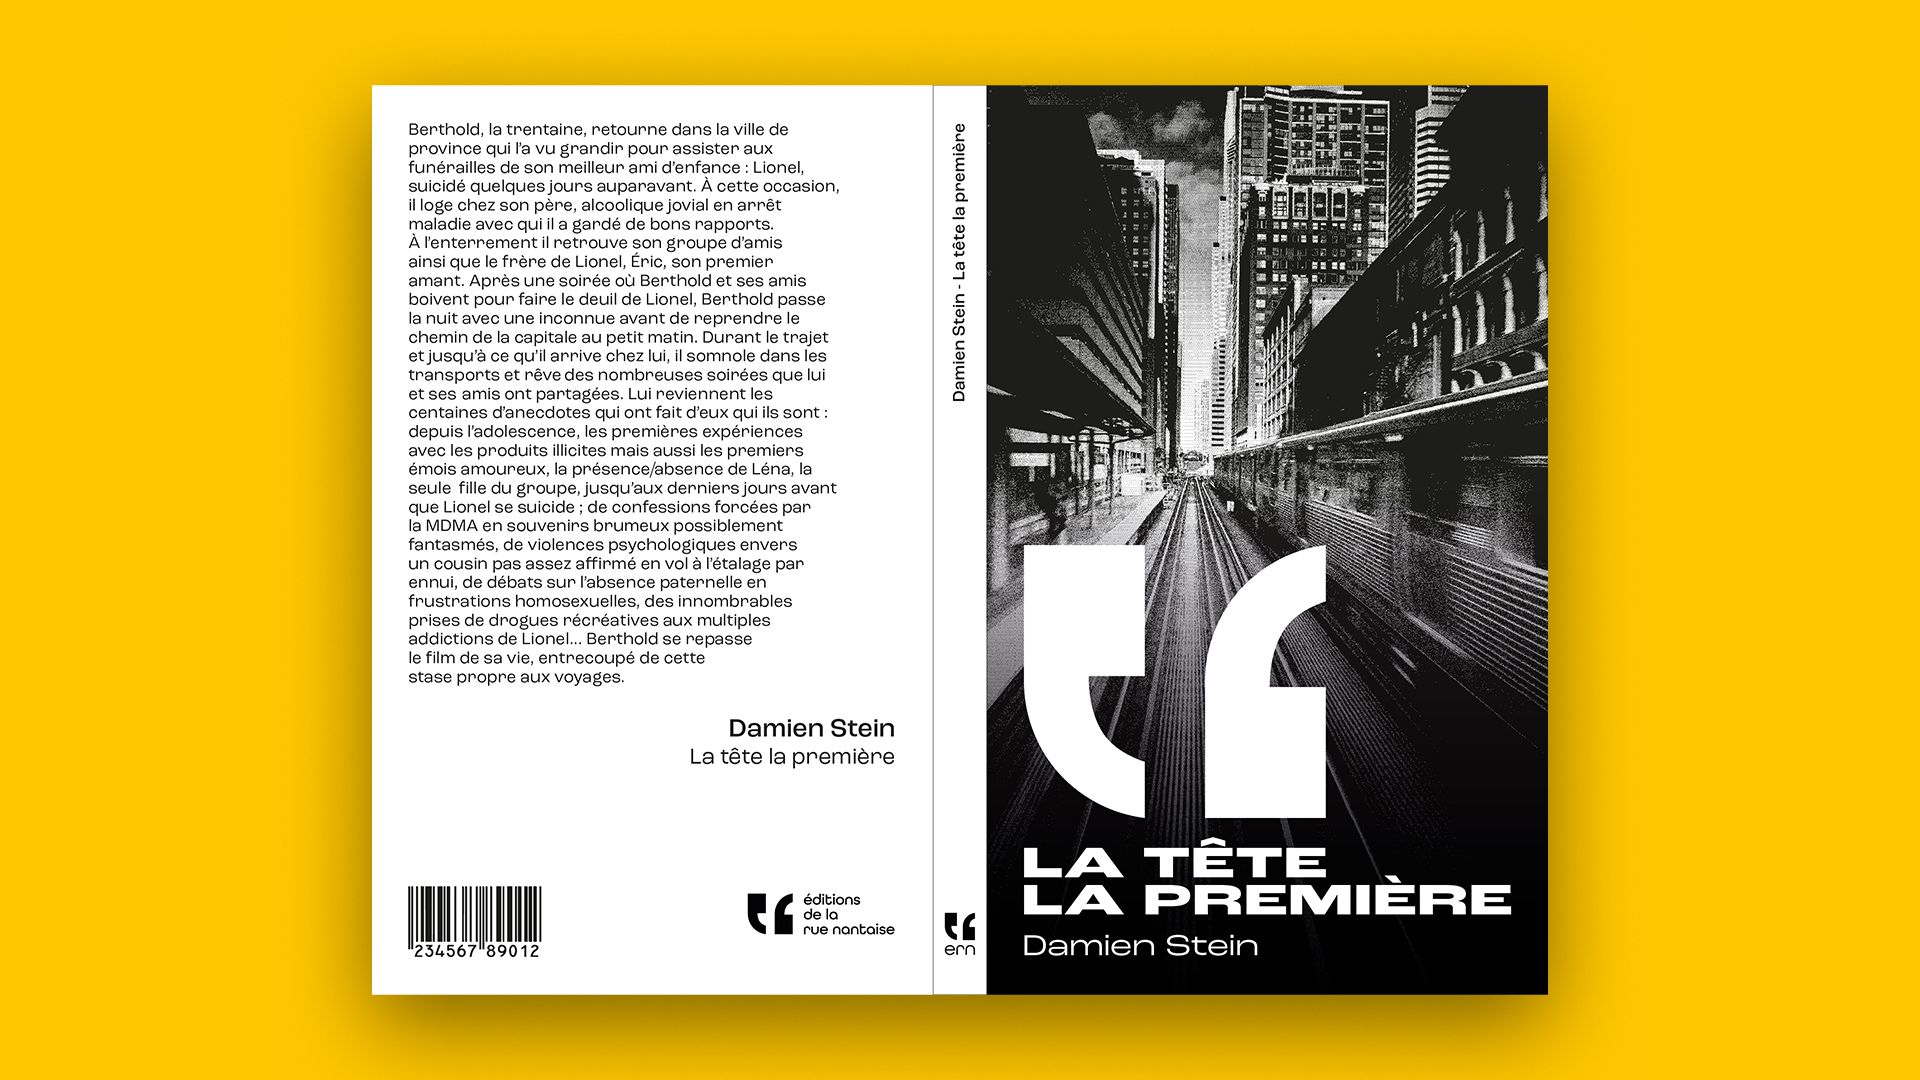 Berthold, la trentaine, retourne dans la ville de
province qui l’a vu grandir pour assister aux
funérailles de son meilleur ami d’enfance : Lionel,
suicidé quelques jours auparavant. À cette occasion,
il loge chez son père, alcoolique jovial en arrêt
maladie avec qui il a gardé de bons rapports.
À l’enterrement il retrouve son groupe d’amis
ainsi que le frère de Lionel, Éric, son premier
amant. Après une soirée où Berthold et ses amis
boivent pour faire le deuil de Lionel, Berthold passe
la nuit avec une inconnue avant de reprendre le
chemin de la capitale au petit matin. Durant le trajet
et jusqu’à ce qu’il arrive chez lui, il somnole dans les
transports et rêve des nombreuses soirées que lui
et ses amis ont partagées. Lui reviennent les
centaines d’anecdotes qui ont fait d’eux qui ils sont :
depuis l’adolescence, les premières expériences
avec les produits illicites mais aussi les premiers
émois amoureux, la présence/absence de Léna, la
seule fille du groupe, jusqu’aux derniers jours avant
que Lionel se suicide ; de confessions forcées par
la MDMA en souvenirs brumeux possiblement
fantasmés, de violences psychologiques envers
un cousin pas assez affirmé en vol à l’étalage par
ennui, de débats sur l’absence paternelle en
frustrations homosexuelles, des innombrables
prises de drogues récréatives aux multiples
addictions de Lionel... Berthold se repasse
le film de sa vie, entrecoupé de cette
stase propre aux voyages.
Damien Stein
La tête la première
234567 89012
éditions
de la
rue nantaise
Damien Stein - La tête la première
ern
LA TÊTE
LA PREMIÈRE
Damien Stein